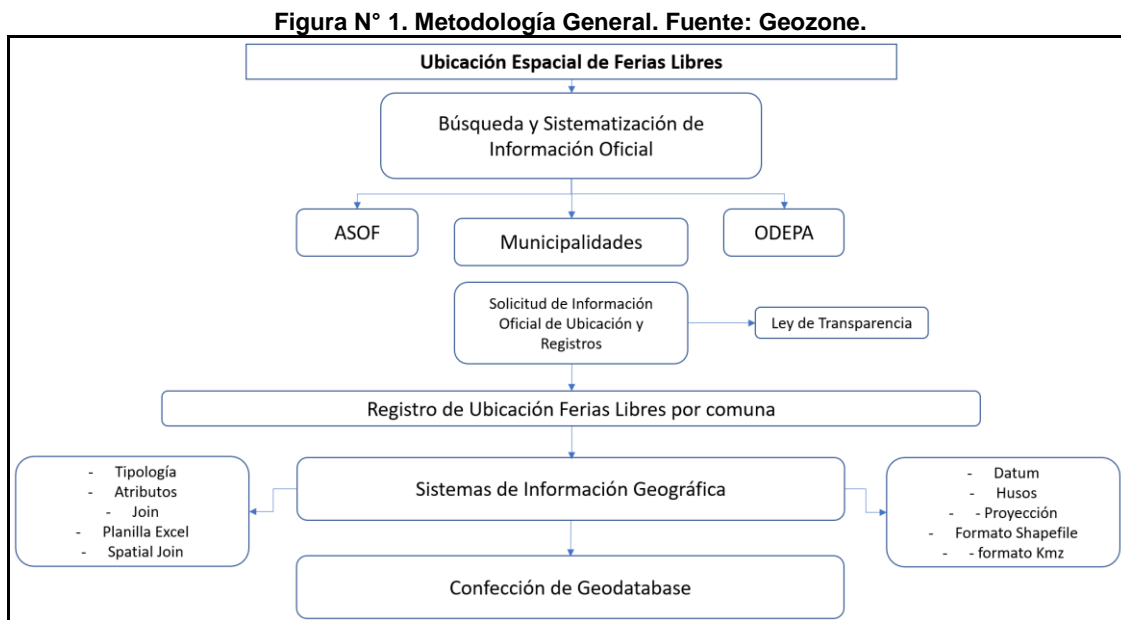 Figura N° 1. Metodología General. Fuente: Geozone.
Ubicación Espacial de Ferias Libres
Búsqueda y Sistematización de
Información Oficial
ASOF
Municipalidades
ODEPA
Solicitud de Información
Oficial de Ubicación y
Registros
Ley de Transparencia
Registro de Ubicación Ferias Libres por comuna
- Tipología
- Atributos
- Join
- Planilla Excel
- Spatial Join
Sistemas de Información Geográfica
- Datum
- Husos
- - Proyección
- Formato Shapefile
- - formato Kmz
Confección de Geodatabase